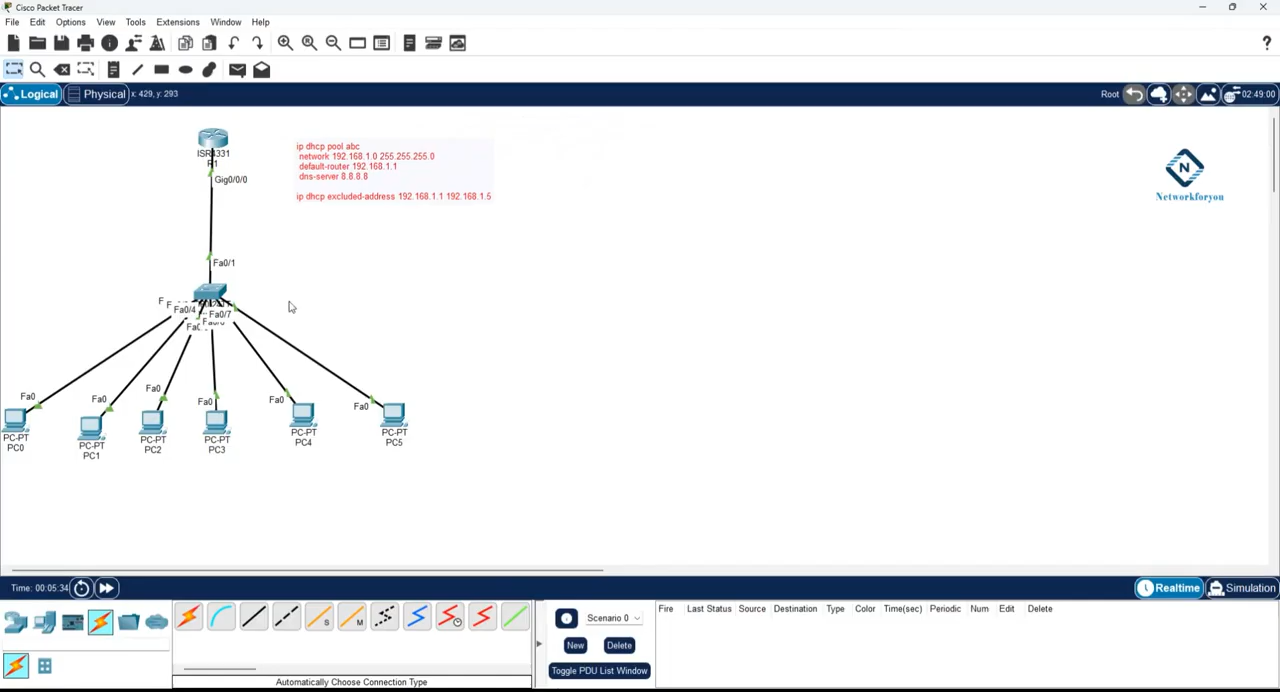 Cisco Packet Tracer
File Edit Options View Tools Extensions Window Help
Logical Physical x: 429, y: 293
Root 02:49:00
ISR4331
R1
Gig0/0/0
ip dhcp pool abc
network 192.168.1.0 255.255.255.0
default-router 192.168.1.1
dns-server 8.8.8.8
ip dhcp excluded-address 192.168.1.1 192.168.1.5
N
Networkforyou
Fa0/1
Fa0/4
Fa0/7
Fa0
Fa0
Fa0
Fa0
Fa0
Fa0
PC-PT
PC0
PC-PT
PC1
PC-PT
PC2
PC-PT
PC3
PC-PT
PC4
PC-PT
PC5
Time: 00:05:34
Realtime Simulation
S M
Automatically Choose Connection Type
Scenario 0
New Delete
Toggle PDU List Window
Fire Last Status Source Destination Type Color Time(sec) Periodic Num Edit Delete